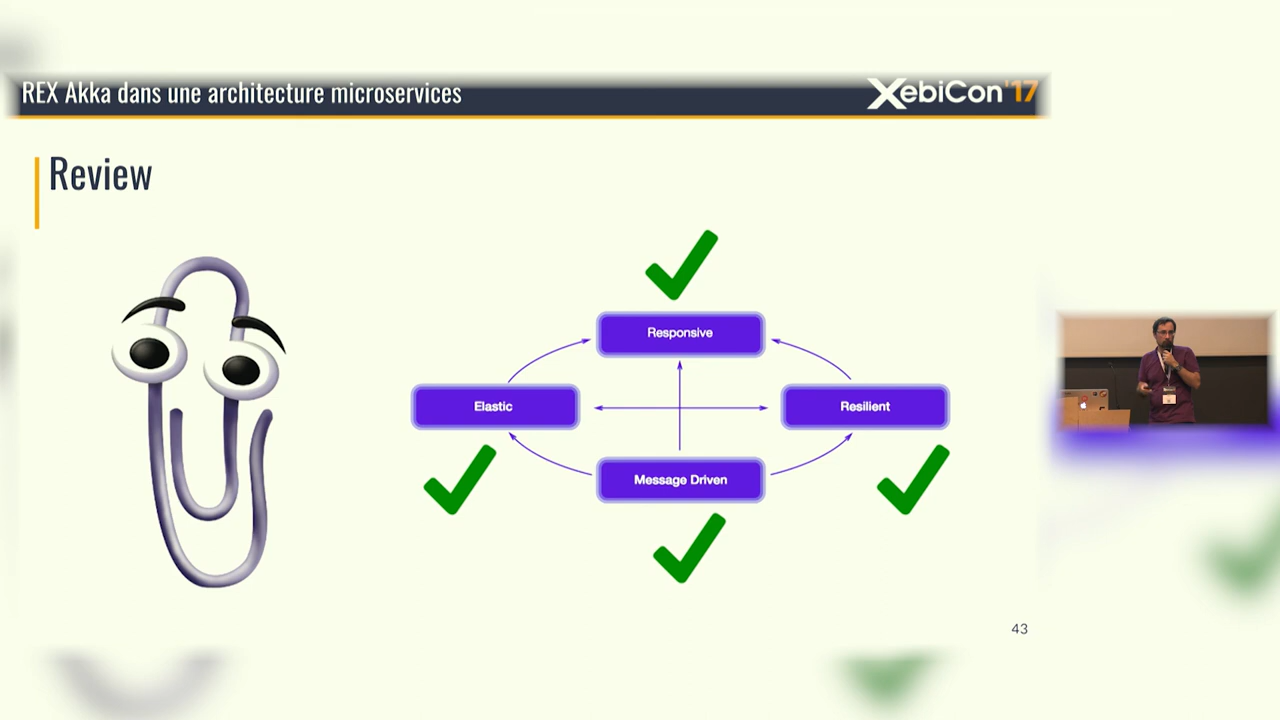 REX Akka dans une architecture microservices
XebiCon'17
Review
Responsive
Elastic
Resilient
Message Driven
43